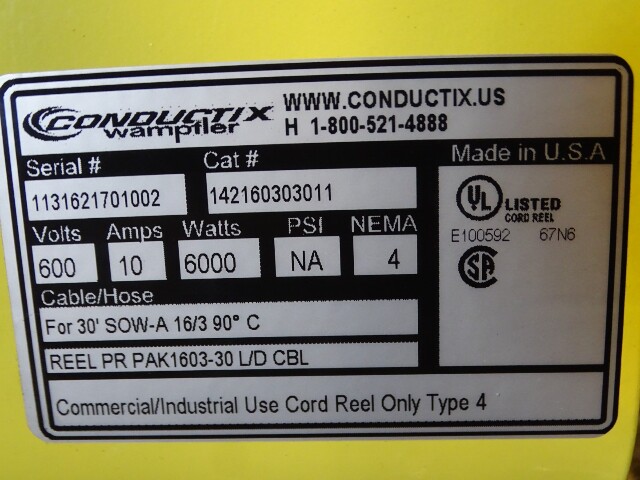 CONDUCTIX
wampfler
WWW.CONDUCTIX.US
H 1-800-521-4888
Serial #
1131621701002
Cat #
142160303011
Made in U.S.A
UL LISTED
CORD REEL
E100592 67N6
SA
Volts Amps Watts PSI NEMA
600 10 6000 NA 4
Cable/Hose
For 30' SOW-A 16/3 90° C
REEL PR PAK1603-30 L/D CBL
Commercial/Industrial Use Cord Reel Only Type 4